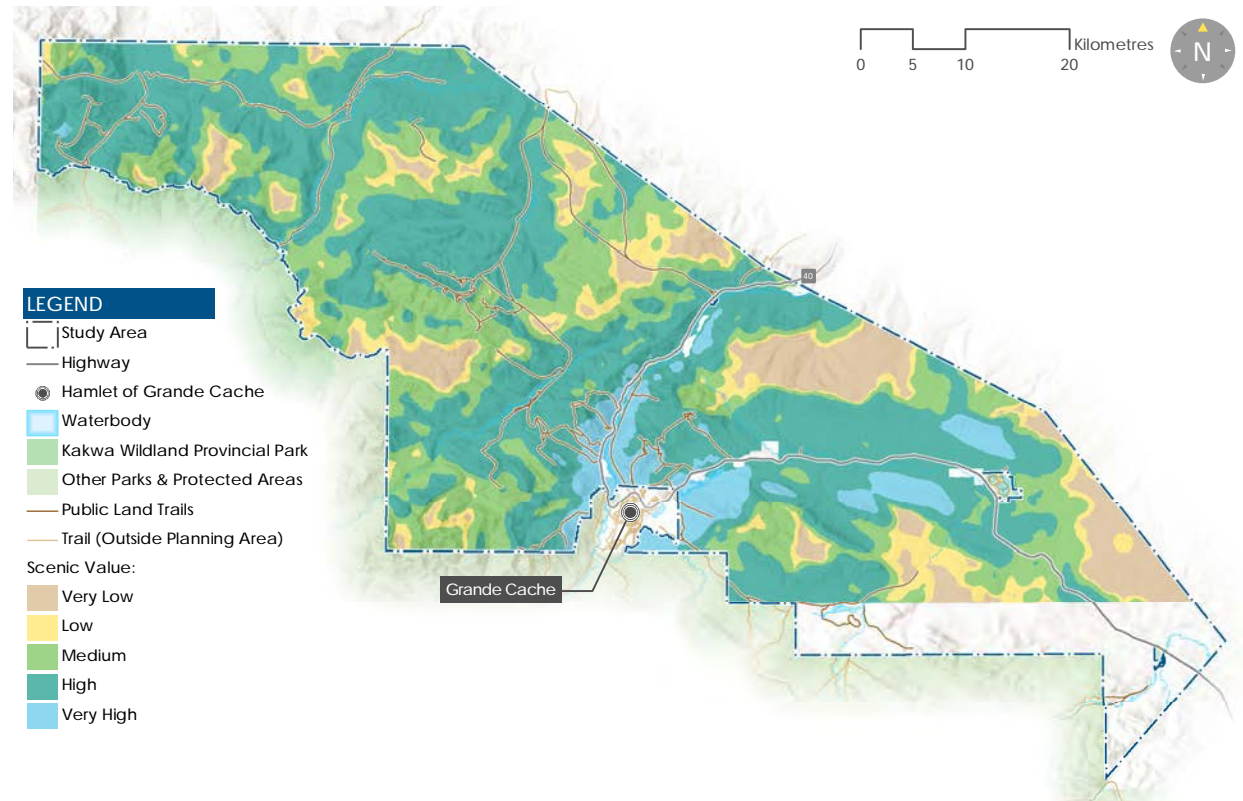 Kilometres
0 5 10 20
N
40
LEGEND
Study Area
Highway
Hamlet of Grande Cache
Waterbody
Kakwa Wildland Provincial Park
Other Parks & Protected Areas
Public Land Trails
Trail (Outside Planning Area)
Scenic Value:
Very Low
Low
Medium
High
Very High
Grande Cache